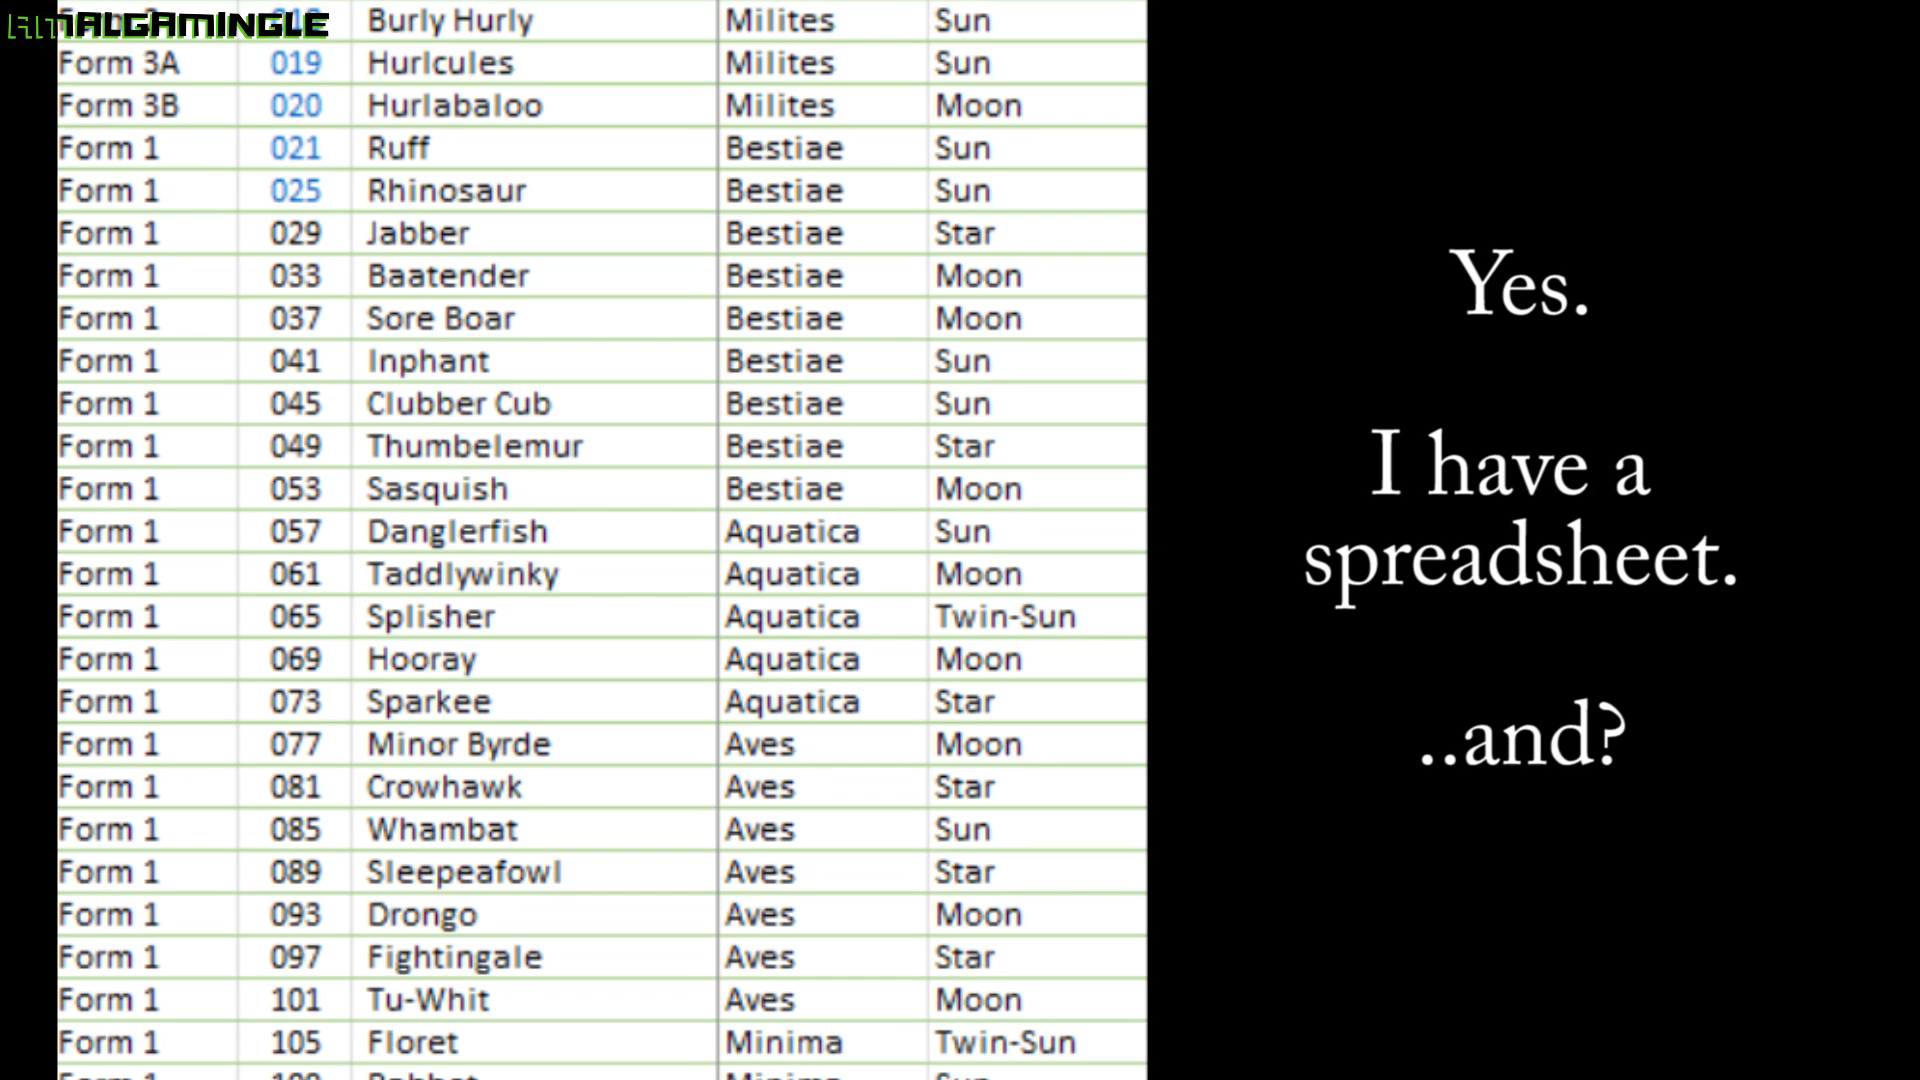 AMALGAMINGLE
Burly Hurly Milites Sun
Form 3A 019 Hurlcules Milites Sun
Form 3B 020 Hurlabaloo Milites Moon
Form 1 021 Ruff Bestiae Sun
Form 1 025 Rhinosaur Bestiae Sun
Form 1 029 Jabber Bestiae Star
Form 1 033 Baatender Bestiae Moon
Form 1 037 Sore Boar Bestiae Moon
Form 1 041 Inphant Bestiae Sun
Form 1 045 Clubber Cub Bestiae Sun
Form 1 049 Thumbelemur Bestiae Star
Form 1 053 Sasquish Bestiae Moon
Form 1 057 Danglerfish Aquatica Sun
Form 1 061 Taddlywinky Aquatica Moon
Form 1 065 Splisher Aquatica Twin-Sun
Form 1 069 Hooray Aquatica Moon
Form 1 073 Sparkee Aquatica Star
Form 1 077 Minor Byrde Aves Moon
Form 1 081 Crowhawk Aves Star
Form 1 085 Whambat Aves Sun
Form 1 089 Sleepeafowl Aves Star
Form 1 093 Drongo Aves Moon
Form 1 097 Fightingale Aves Star
Form 1 101 Tu-Whit Aves Moon
Form 1 105 Floret Minima Twin-Sun
Yes.
I have a
spreadsheet.
..and?